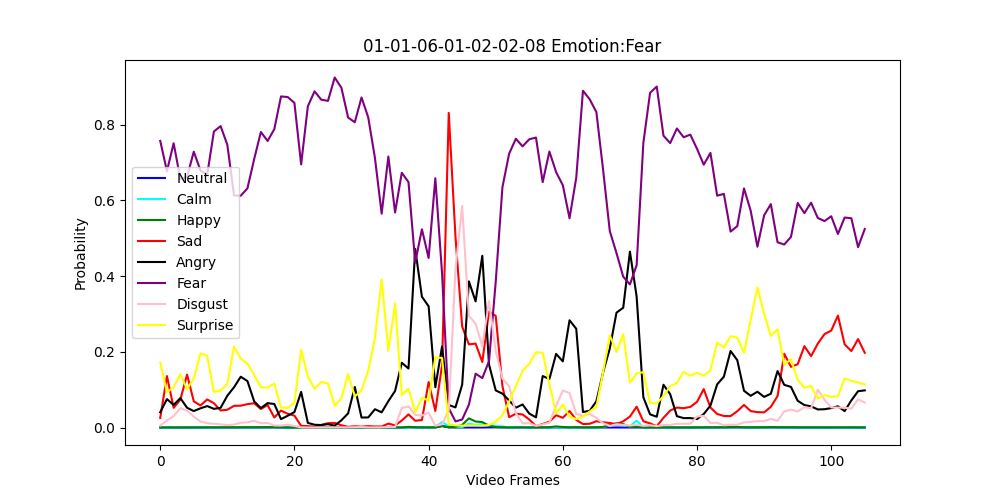 01-01-06-01-02-02-08 Emotion:Fear
Probability
0.8
0.6
0.4
0.2
0.0
Neutral
Calm
Happy
Sad
Angry
Fear
Disgust
Surprise
0 20 40 60 80 100
Video Frames